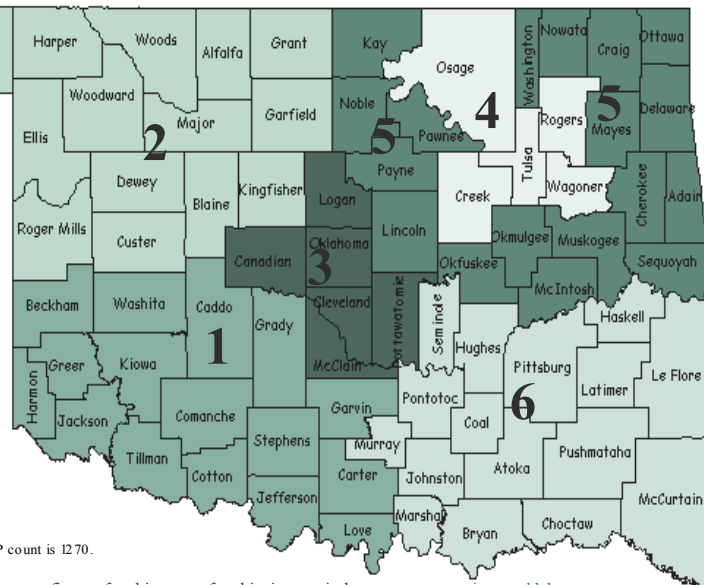 Harper
Woods
Alfalfa
Grant
Kay
Osage
Washington
Nowata
Craig
Ottawa
Woodward
Ellis
Major
Garfield
Noble
Pawnee
4
Rogers
5
Mayes
Delaware
2
5
Tulsa
Dewey
Blaine
Kingfisher
Logan
Payne
Creek
Wagoner
Cherokee
Adair
Roger Mills
Custer
Canadian
Oklahoma
3
Lincoln
Okmulgee
Muskogee
Okfuskee
Sequoyah
McIntosh
Beckham
Washita
Caddo
Grady
Cleveland
Pottawatomie
Seminole
Hughes
Haskell
1
Greer
Kiowa
McClain
Pittsburg
Latimer
Le Flore
Harmon
Jackson
Comanche
Garvin
Pontotoc
6
Coal
Stephens
Murray
Tillman
Cotton
Carter
Johnston
Atoka
Pushmataha
McCurtain
Jefferson
Love
Marshal
Bryan
Choctaw
P count is 1270.